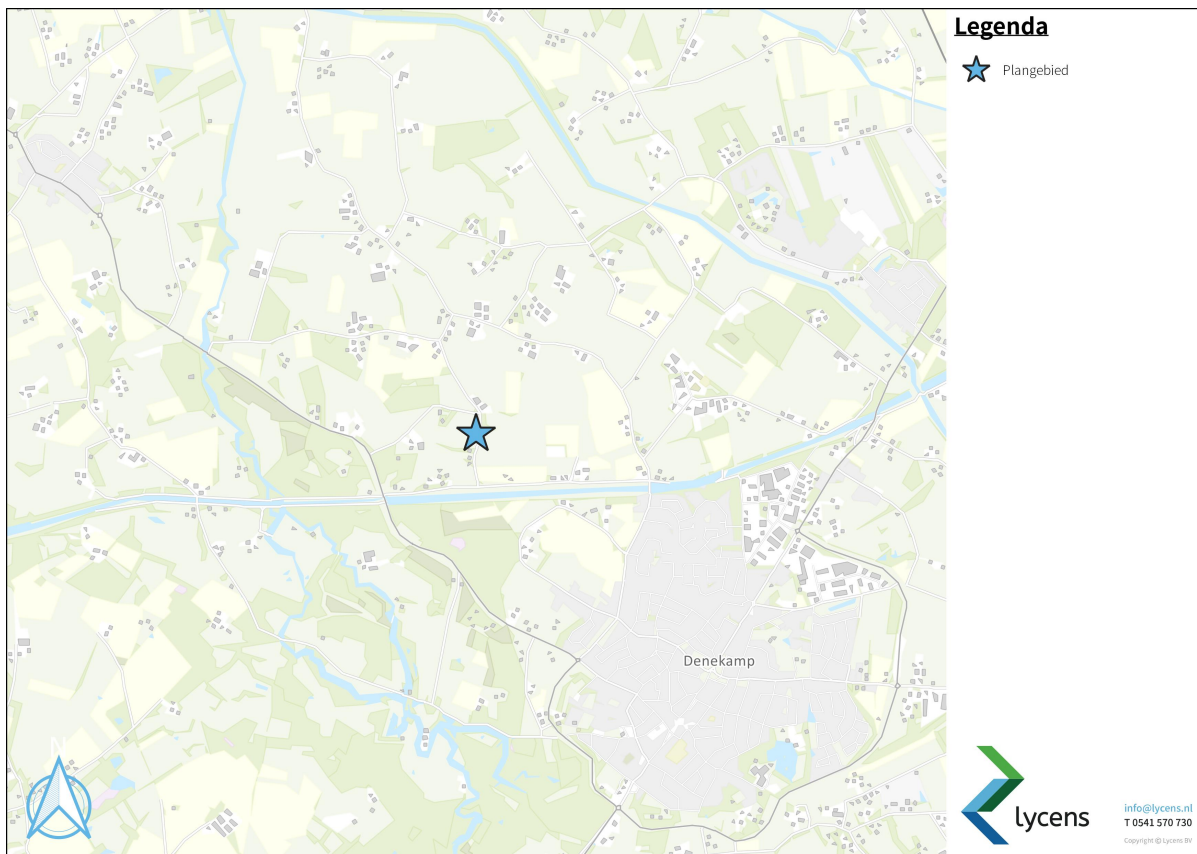 Legenda
Plangebied
Denekamp
N
lycens
info@lycens.nl
T 0541 570 730
Copyright © Lycens BV